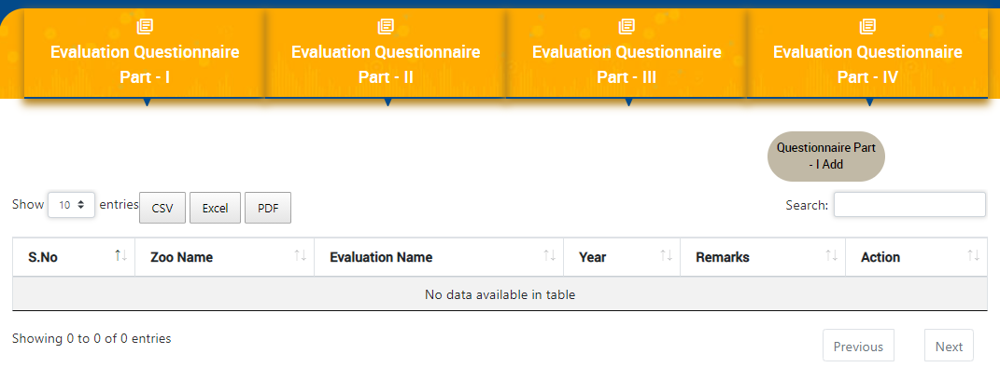 Evaluation Questionnaire
Part - I
Evaluation Questionnaire
Part - II
Evaluation Questionnaire
Part - III
Evaluation Questionnaire
Part - IV
Questionnaire Part
- I Add
Show 10 entries CSV Excel PDF Search:
S.No Zoo Name Evaluation Name Year Remarks Action
No data available in table
Showing 0 to 0 of 0 entries Previous Next